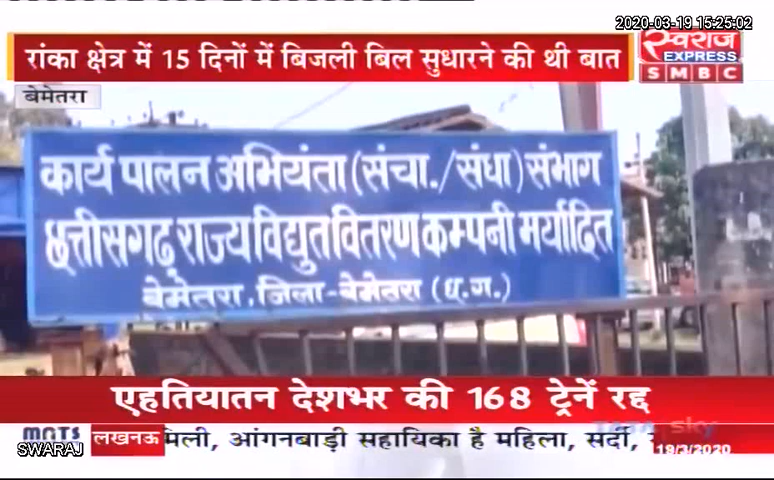 2020-03-19 15:25:02
रांका क्षेत्र में 15 दिनों में बिजली बिल सुधारने की थी बात
स्वराज
EXPRESS
SMBC
बेमेतरा
कार्य पालन अभियंता (संचा./संधा) संभाग
छत्तीसगढ़ राज्य विद्युत वितरण कम्पनी मर्यादित
बेमेतरा, जिला-बेमेतरा (छ.ग.)
एहतियातन देशभर की 168 ट्रेनें रद्द
लखनऊ मिली, आंगनबाड़ी सहायिका है महिला, सर्दी,
SWARAJ
sky
19/3/2020